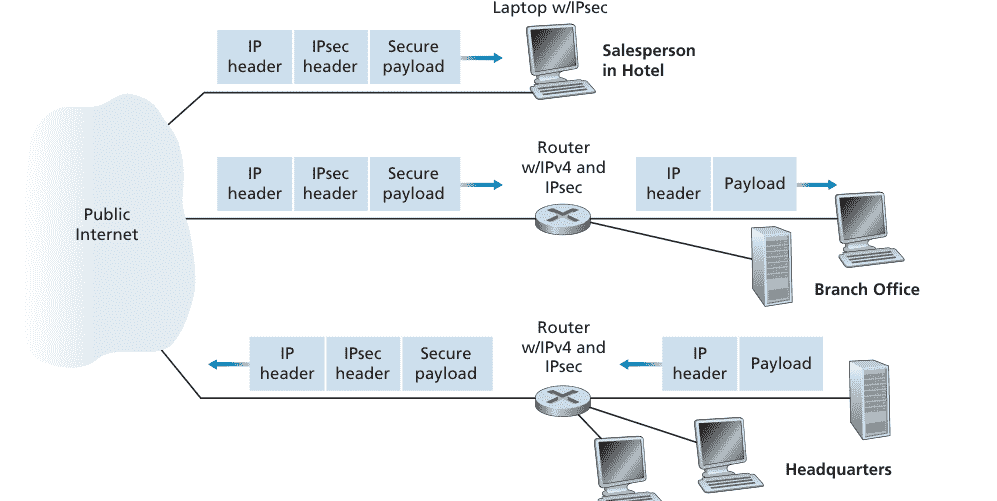 Laptop w/IPsec
IP
header
IPsec
header
Secure
payload
Salesperson
in Hotel
Public
Internet
IP
header
IPsec
header
Secure
payload
Router
w/IPv4 and
IPsec
IP
header
Payload
Branch Office
IP
header
IPsec
header
Secure
payload
Router
w/IPv4 and
IPsec
IP
header
Payload
Headquarters